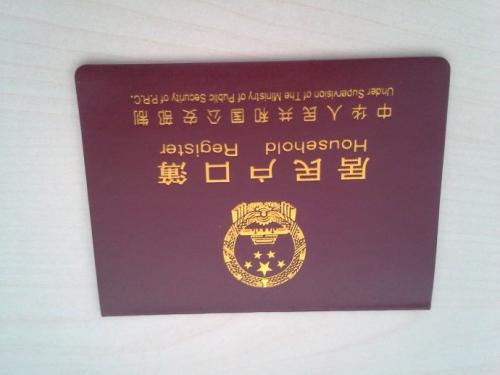 居民户口簿
Household Register
中华人民共和国公安部制
Under Supervision of The Ministry of Public Security of P.R.C.